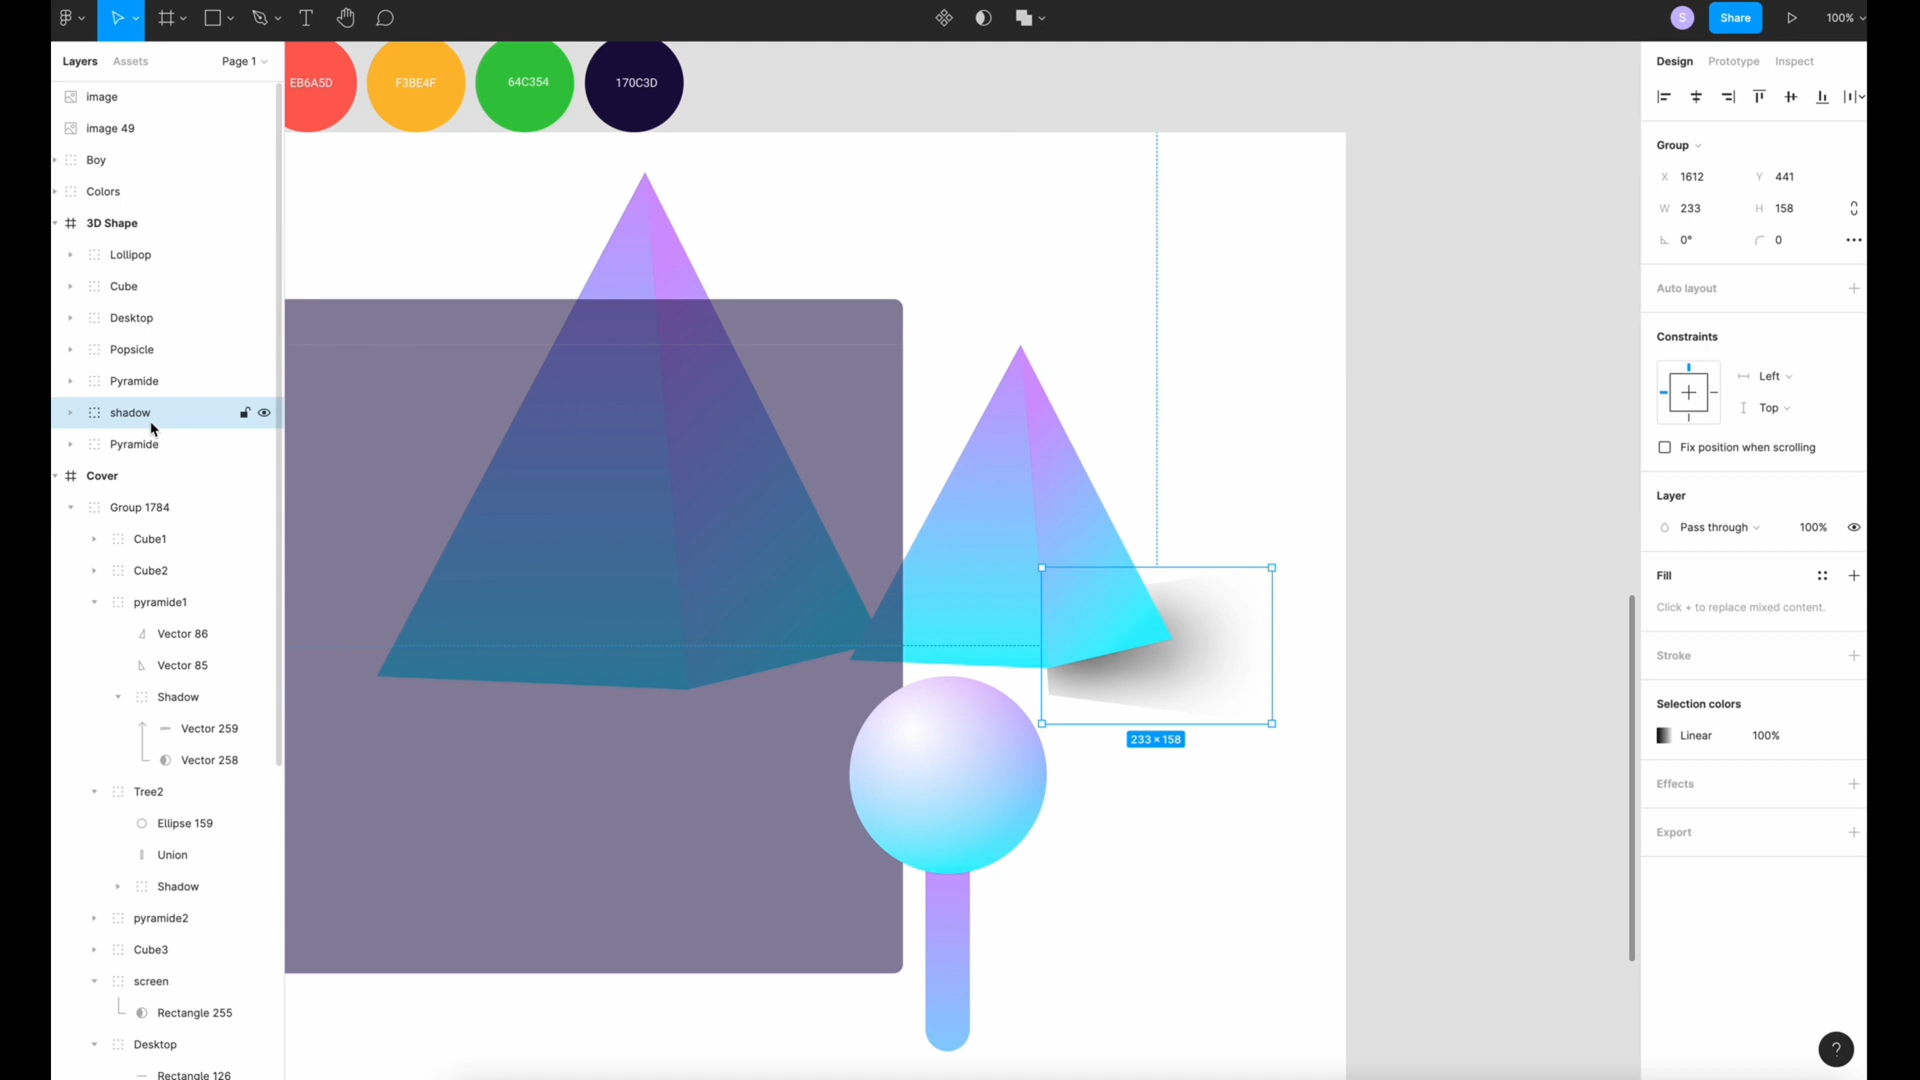 T
S
Share
100%
Layers
Assets
Page 1
EB6A5D
F3BE4F
64C354
170C3D
Design
Prototype
Inspect
image
image 49
Boy
Colors
3D Shape
Lollipop
Cube
Desktop
Popsicle
Pyramide
shadow
Pyramide
Cover
Group 1784
Cube1
Cube2
pyramide1
Vector 86
Vector 85
Shadow
Vector 259
Vector 258
Tree2
Ellipse 159
Union
Shadow
pyramide2
Cube3
screen
Rectangle 255
Desktop
Rectangle 126
233 × 158
Group
X 1612 Y 441
W 233 H 158
0° 0
Auto layout
Constraints
Left
Top
Fix position when scrolling
Layer
Pass through 100%
Fill
Click + to replace mixed content.
Stroke
Selection colors
Linear 100%
Effects
Export
?